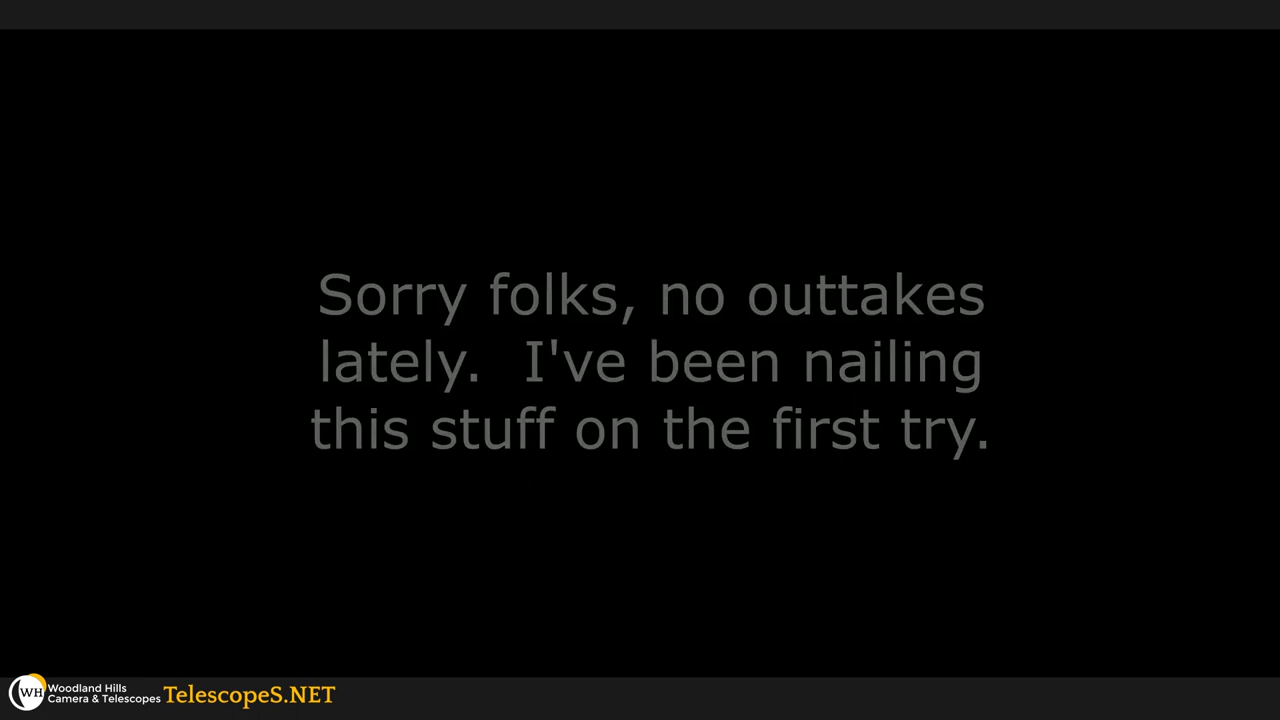 Sorry folks, no outtakes
lately.  I've been nailing
this stuff on the first try.
WH
Woodland Hills
Camera & Telescopes
TelescopeS.NET